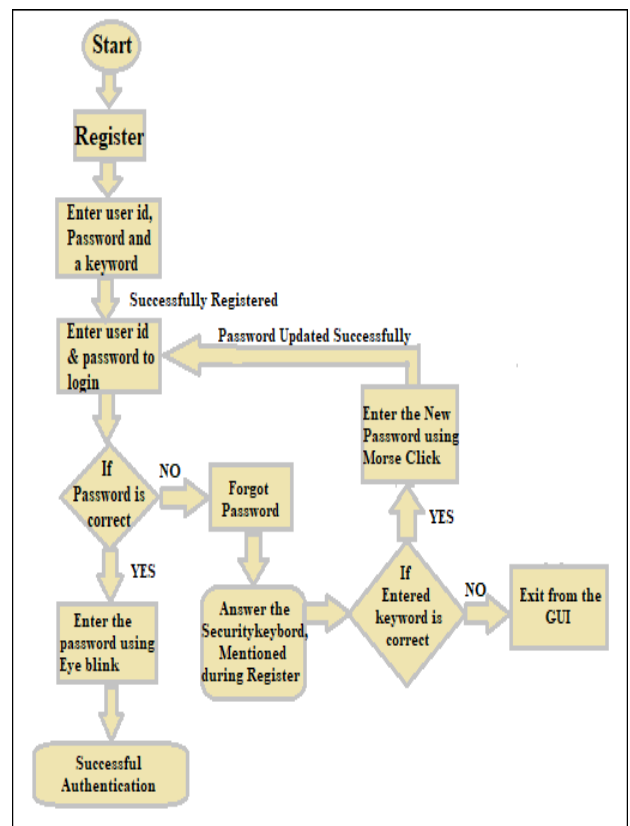 Start
Register
Enter user id,
Password and
a keyword
Successfully Registered
Enter user id
& password to
login
Password Updated Successfully
Enter the New
Password using
Morse Click
If
Password is
correct
NO
Forgot
Password
YES
YES
Enter the
password using
Eye blink
Answer the
Securitykeybord,
Mentioned
during Register
If
Entered
keyword is
correct
NO
Exit from the
GUI
Successful
Authentication